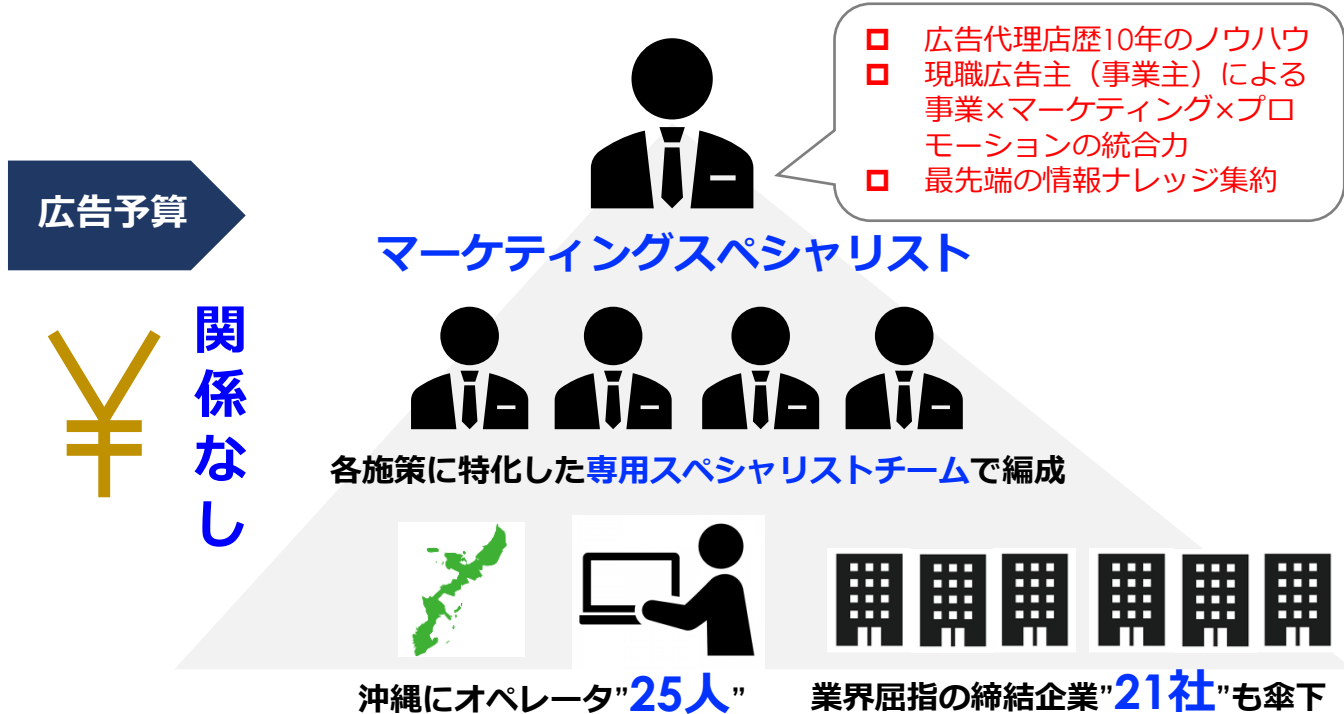 広告代理店歴10年のノウハウ
現職広告主（事業主）による
事業×マーケティング×プロ
モーションの統合力
最先端の情報ナレッジ集約
広告予算
マーケティングスペシャリスト
関係なし
各施策に特化した専用スペシャリストチームで編成
沖縄にオペレータ”25人”
業界屈指の締結企業”21社”も傘下